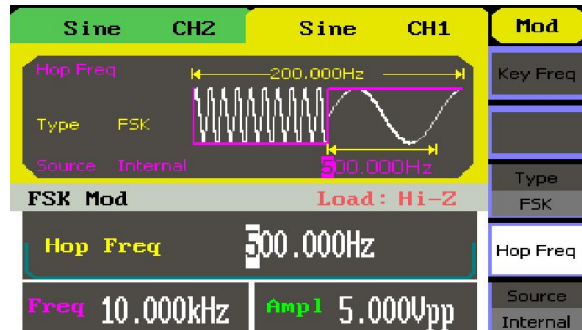 Sine CH2 Sine CH1 Mod
Hop Freq 200.000Hz Key Freq
Type FSK
Source Internal 500.000Hz
Type
FSK Mod Load: Hi-Z FSK
Hop Freq 500.000Hz Hop Freq
Freq 10.000kHz Ampl 5.000Vpp Source
Internal